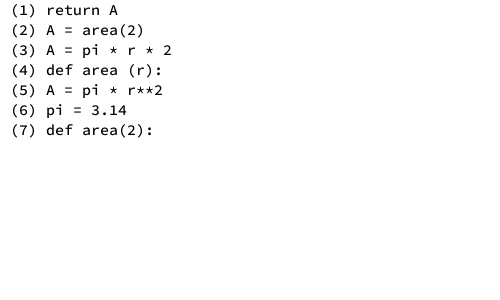 (1) return A
(2) A = area(2)
(3) A = pi * r * 2
(4) def area (r):
(5) A = pi * r**2
(6) pi = 3.14
(7) def area(2):